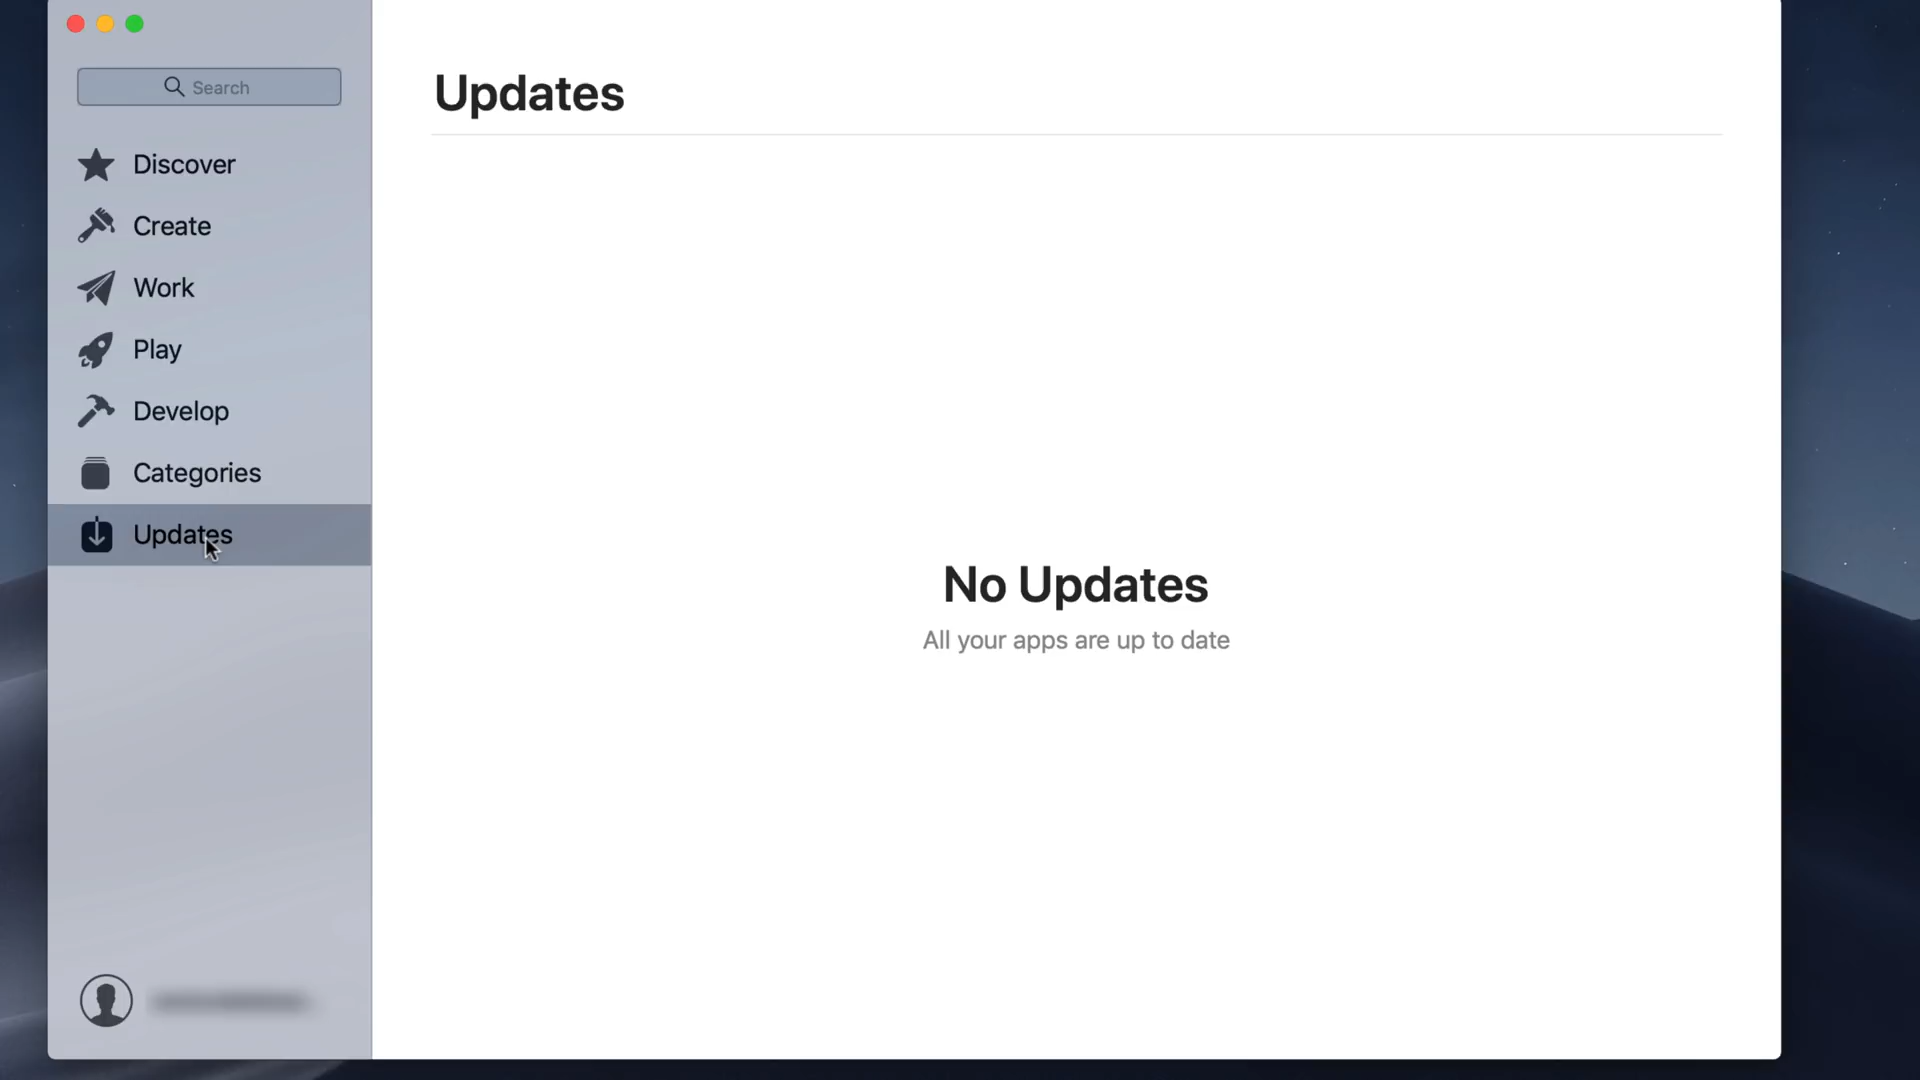 Search
Discover
Create
Work
Play
Develop
Categories
Updates
Updates
No Updates
All your apps are up to date